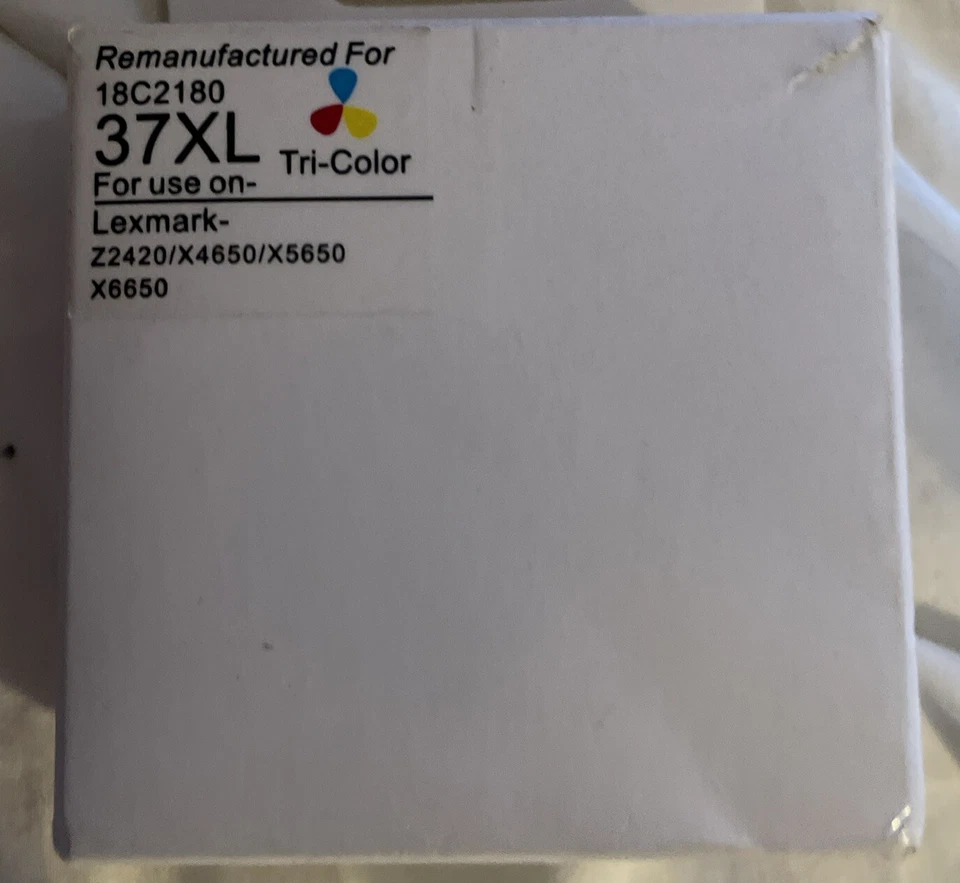 Remanufactured For
18C2180
37XL
Tri-Color
For use on-
Lexmark-
Z2420/X4650/X5650
X6650